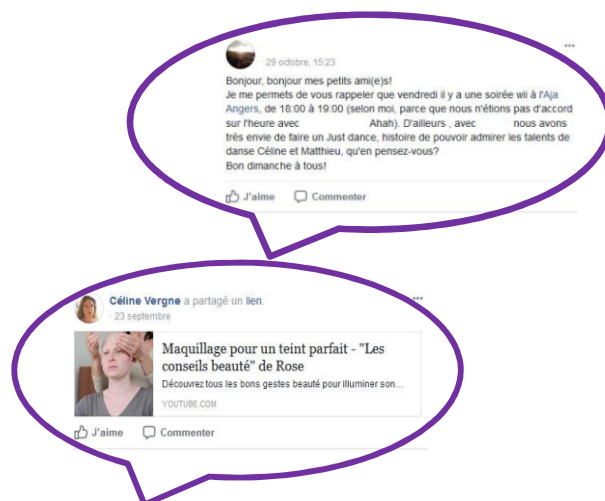 - 29 octobre, 15:23
Bonjour, bonjour mes petits ami(e)s!
Je me permets de vous rappeler que vendredi il y a une soirée wii à l'Aja
Angers, de 18:00 à 19:00 (selon moi, parce que nous n'étions pas d'accord
sur l'heure avec Ahah). D'ailleurs , avec nous avons
très envie de faire un Just dance, histoire de pouvoir admirer les talents de
danse Céline et Matthieu, qu'en pensez-vous?
Bon dimanche à tous!
J'aime Commenter
Céline Vergne a partagé un lien.
- 23 septembre
Maquillage pour un teint parfait - "Les
conseils beauté" de Rose
Découvrez tous les bons gestes beauté pour illuminer son…
YOUTUBE.COM
J'aime Commenter